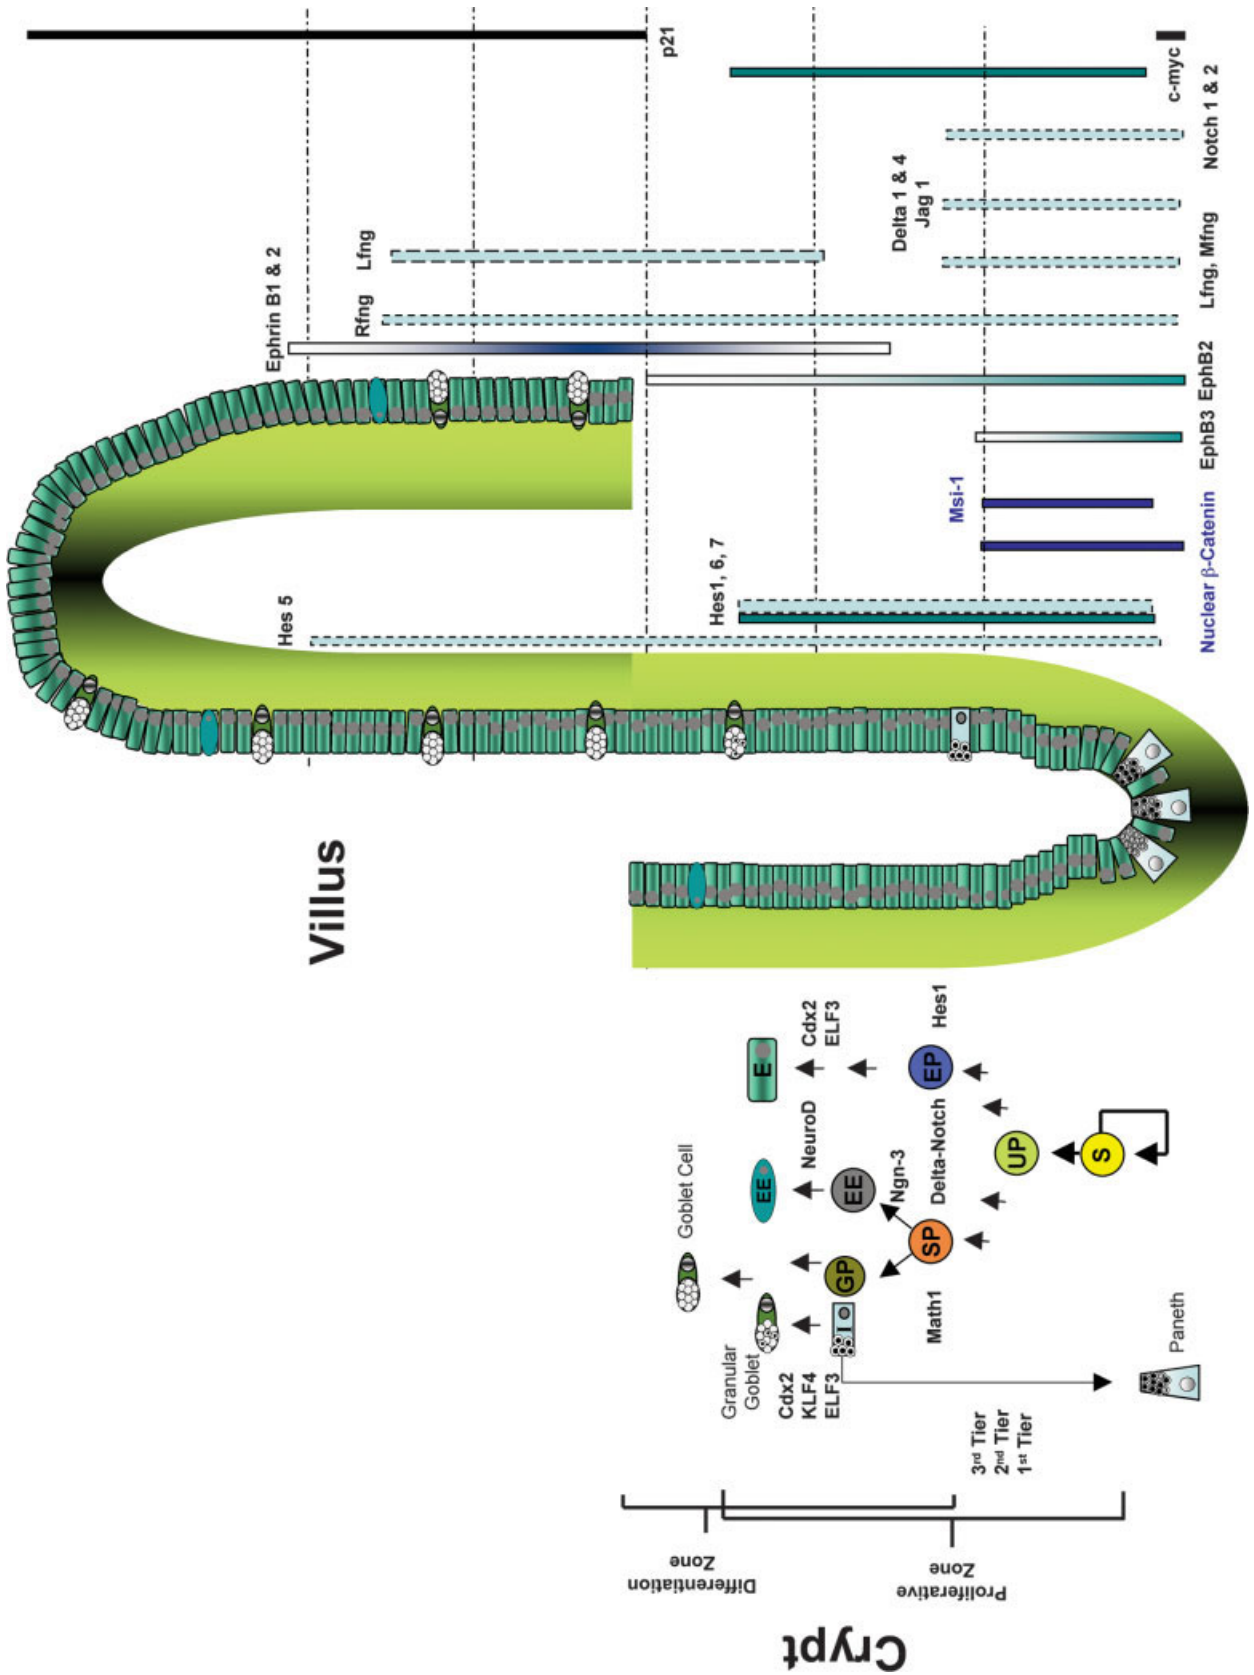 Villus
Crypt
Differentiation
Zone
Proliferative
Zone
3rd Tier
2nd Tier
1st Tier
Granular
Goblet
Cdx2
KLF4
ELF3
Goblet Cell
I
GP
EE
EE
E
NeuroD
Cdx2
ELF3
Math1
SP
Ngn-3
Delta-Notch
EP
Hes1
UP
S
Paneth
Hes 5
Hes1, 6, 7
Nuclear β-Catenin
Msi-1
EphB3
EphB2
Ephrin B1 & 2
Rfng
Lfng
Lfng, Mfng
Delta 1 & 4
Jag 1
Notch 1 & 2
c-myc
p21